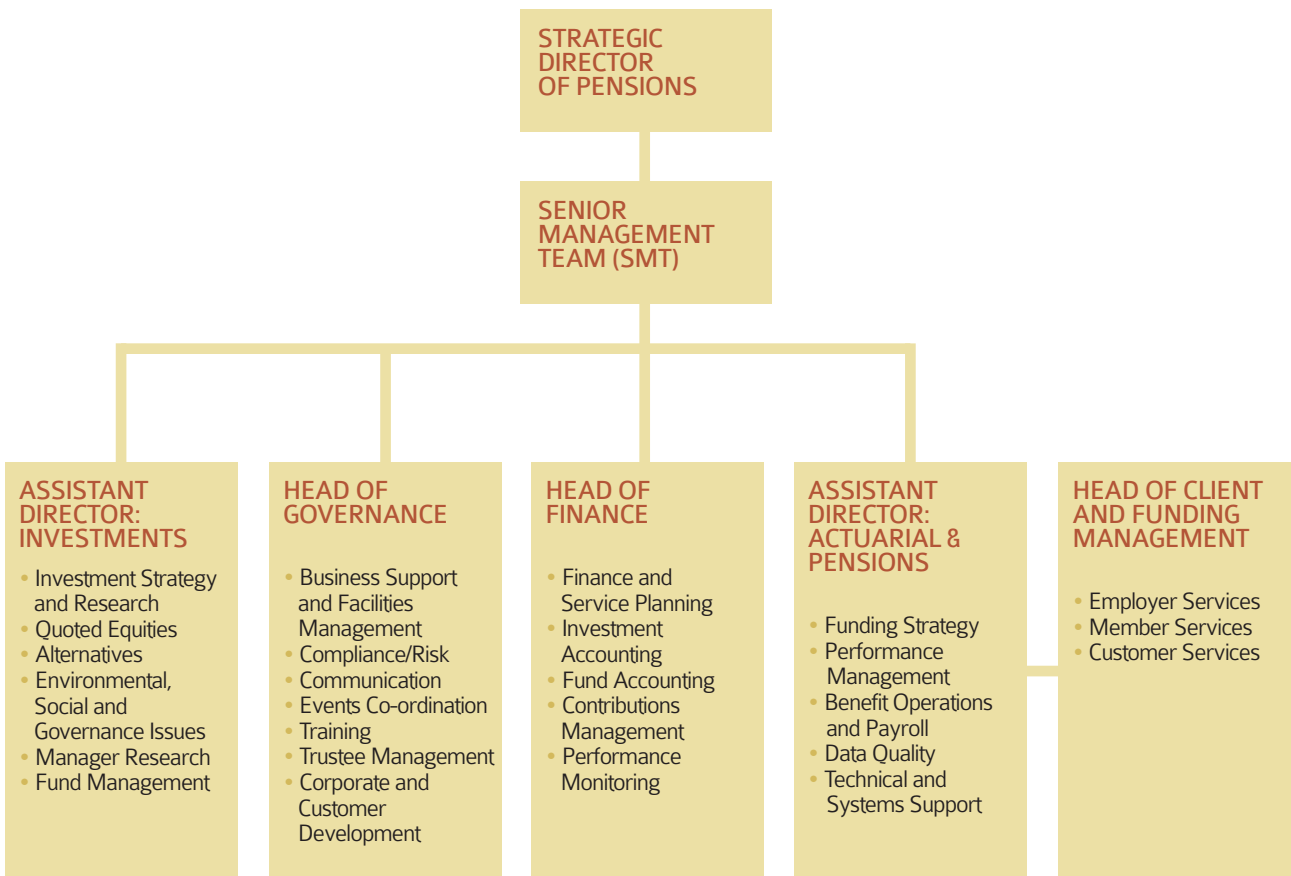 STRATEGIC
DIRECTOR
OF PENSIONS
SENIOR
MANAGEMENT
TEAM (SMT)
ASSISTANT
DIRECTOR:
INVESTMENTS
• Investment Strategy
and Research
• Quoted Equities
• Alternatives
• Environmental,
Social and
Governance Issues
• Manager Research
• Fund Management
HEAD OF
GOVERNANCE
• Business Support
and Facilities
Management
• Compliance/Risk
• Communication
• Events Co-ordination
• Training
• Trustee Management
• Corporate and
Customer
Development
HEAD OF
FINANCE
• Finance and
Service Planning
• Investment
Accounting
• Fund Accounting
• Contributions
Management
• Performance
Monitoring
ASSISTANT
DIRECTOR:
ACTUARIAL &
PENSIONS
• Funding Strategy
• Performance
Management
• Benefit Operations
and Payroll
• Data Quality
• Technical and
Systems Support
HEAD OF CLIENT
AND FUNDING
MANAGEMENT
• Employer Services
• Member Services
• Customer Services